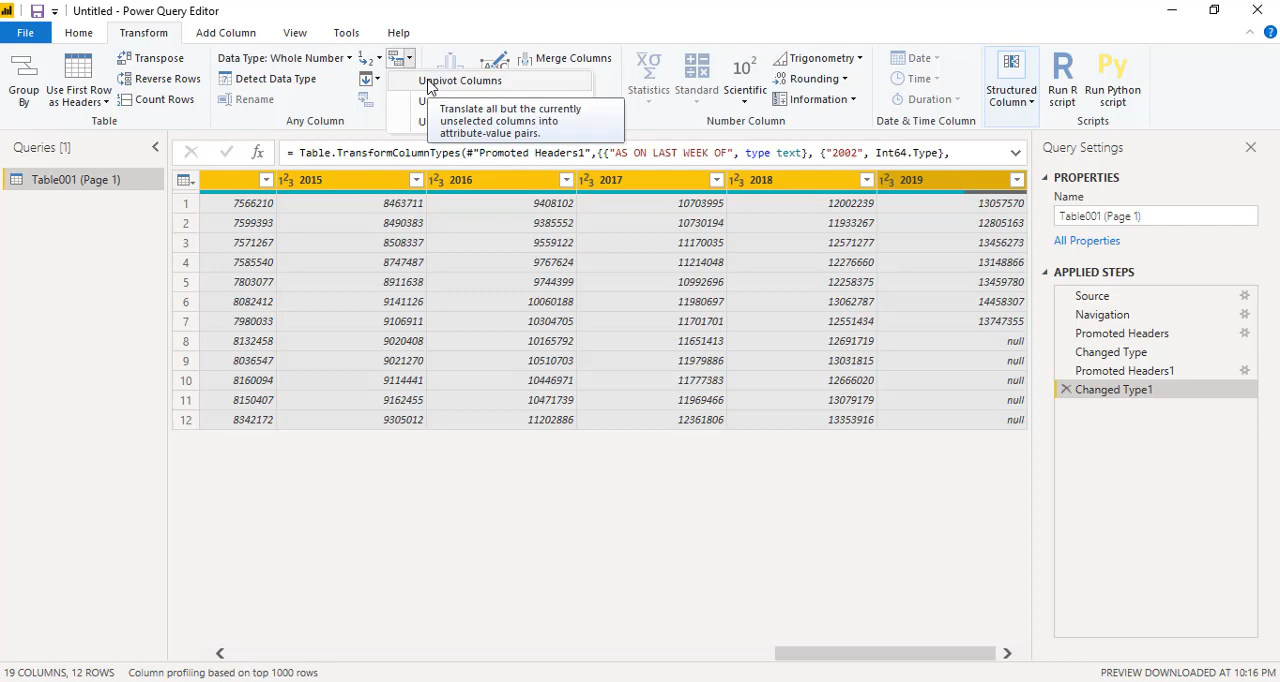 Untitled - Power Query Editor
File Home Transform Add Column View Tools Help
Group By
Use First Row as Headers
Transpose
Reverse Rows
Count Rows
Table
Data Type: Whole Number
Detect Data Type
Rename
Any Column
Unpivot Columns
U
U
Translate all but the currently
unselected columns into
attribute-value pairs.
Merge Columns
Statistics
Standard
Scientific
10²
Trigonometry
Rounding
Information
Number Column
Date
Time
Duration
Date & Time Column
Structured Column
Run R script
Run Python script
Scripts
Queries [1]
Table001 (Page 1)
fx = Table.TransformColumnTypes(#"Promoted Headers1",{{"AS ON LAST WEEK OF", type text}, {"2002", Int64.Type},
1²3 2015 1²3 2016 1²3 2017 1²3 2018 1²3 2019
1 7566210 8463711 9408102 10703995 12002239 13057570
2 7599393 8490383 9385552 10730194 11933267 12805163
3 7571267 8508337 9559122 11170035 12571277 13456273
4 7585540 8747487 9767624 11214048 12276660 13148866
5 7803077 8911638 9744399 10992696 12258375 13459780
6 8082412 9141126 10060188 11980697 13062787 14458307
7 7980033 9106911 10304705 11701701 12551434 13747355
8 8132458 9020408 10165792 11651413 12691719 null
9 8036547 9021270 10510703 11979886 13031815 null
10 8160094 9114441 10446971 11777383 12666020 null
11 8150407 9162455 10471739 11969466 13079179 null
12 8342172 9305012 11202886 12361806 13353916 null
Query Settings
PROPERTIES
Name
Table001 (Page 1)
All Properties
APPLIED STEPS
Source
Navigation
Promoted Headers
Changed Type
Promoted Headers1
Changed Type1
19 COLUMNS, 12 ROWS Column profiling based on top 1000 rows PREVIEW DOWNLOADED AT 10:16 PM